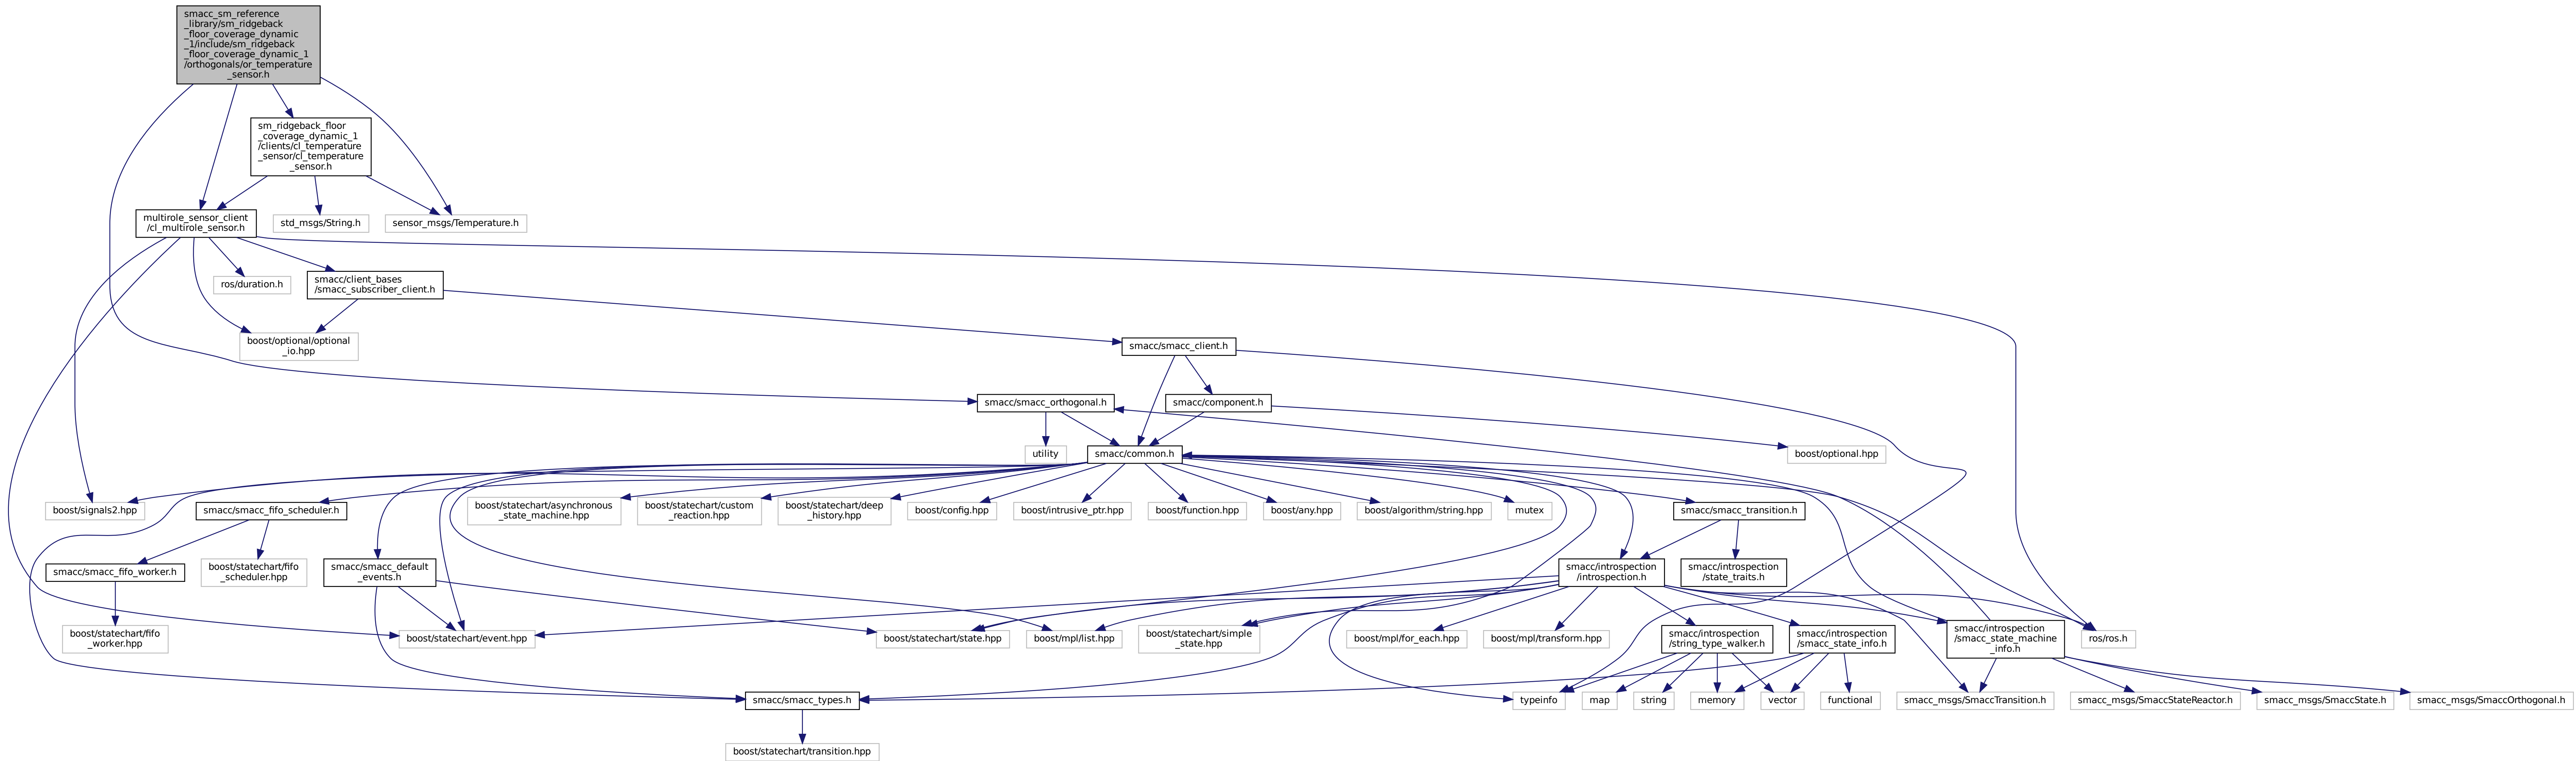 smacc_sm_reference
_library/sm_ridgeback
_floor_coverage_dynamic
_1/include/sm_ridgeback
_floor_coverage_dynamic_1
/orthogonals/or_temperature
_sensor.h
sm_ridgeback_floor
_coverage_dynamic_1
/clients/cl_temperature
_sensor/cl_temperature
_sensor.h
multirole_sensor_client
/cl_multirole_sensor.h
std_msgs/String.h
sensor_msgs/Temperature.h
ros/duration.h
smacc/client_bases
/smacc_subscriber_client.h
boost/optional/optional
_io.hpp
smacc/smacc_client.h
smacc/smacc_orthogonal.h
smacc/component.h
utility
smacc/common.h
boost/optional.hpp
boost/signals2.hpp
smacc/smacc_fifo_scheduler.h
boost/statechart/asynchronous
_state_machine.hpp
boost/statechart/custom
_reaction.hpp
boost/statechart/deep
_history.hpp
boost/config.hpp
boost/intrusive_ptr.hpp
boost/function.hpp
boost/any.hpp
boost/algorithm/string.hpp
mutex
smacc/smacc_transition.h
smacc/smacc_fifo_worker.h
boost/statechart/fifo
_scheduler.hpp
smacc/smacc_default
_events.h
smacc/introspection
/introspection.h
smacc/introspection
/state_traits.h
boost/statechart/fifo
_worker.hpp
boost/statechart/event.hpp
boost/statechart/state.hpp
boost/mpl/list.hpp
boost/statechart/simple
_state.hpp
boost/mpl/for_each.hpp
boost/mpl/transform.hpp
smacc/introspection
/string_type_walker.h
smacc/introspection
/smacc_state_info.h
smacc/introspection
/smacc_state_machine
_info.h
ros/ros.h
smacc/smacc_types.h
typeinfo
map
string
memory
vector
functional
smacc_msgs/SmaccTransition.h
smacc_msgs/SmaccStateReactor.h
smacc_msgs/SmaccState.h
smacc_msgs/SmaccOrthogonal.h
boost/statechart/transition.hpp